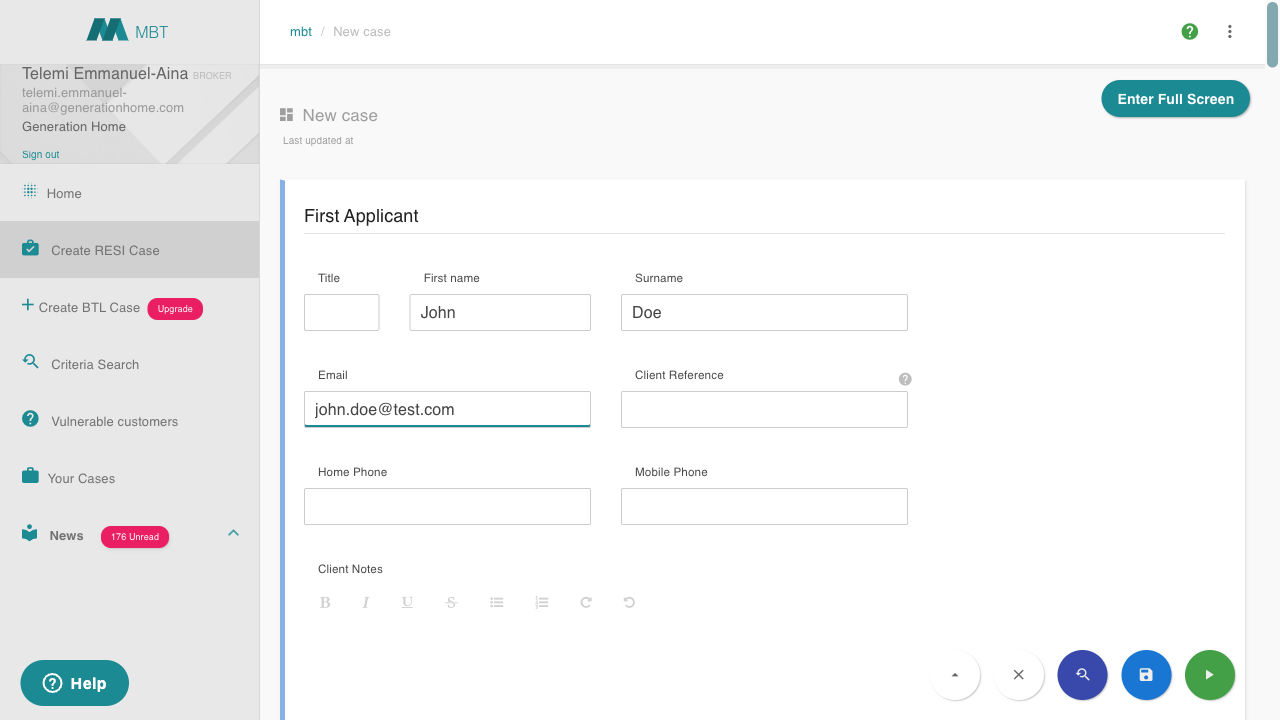 MBT
mbt / New case
Telemi Emmanuel-Aina BROKER
telemi.emmanuel-
aina@generationhome.com
Generation Home
Sign out
Home
Create RESI Case
Create BTL Case Upgrade
Criteria Search
Vulnerable customers
Your Cases
News 176 Unread
Help
Enter Full Screen
New case
Last updated at
First Applicant
Title First name Surname
John Doe
Email Client Reference
john.doe@test.com
Home Phone Mobile Phone
Client Notes
B I U S